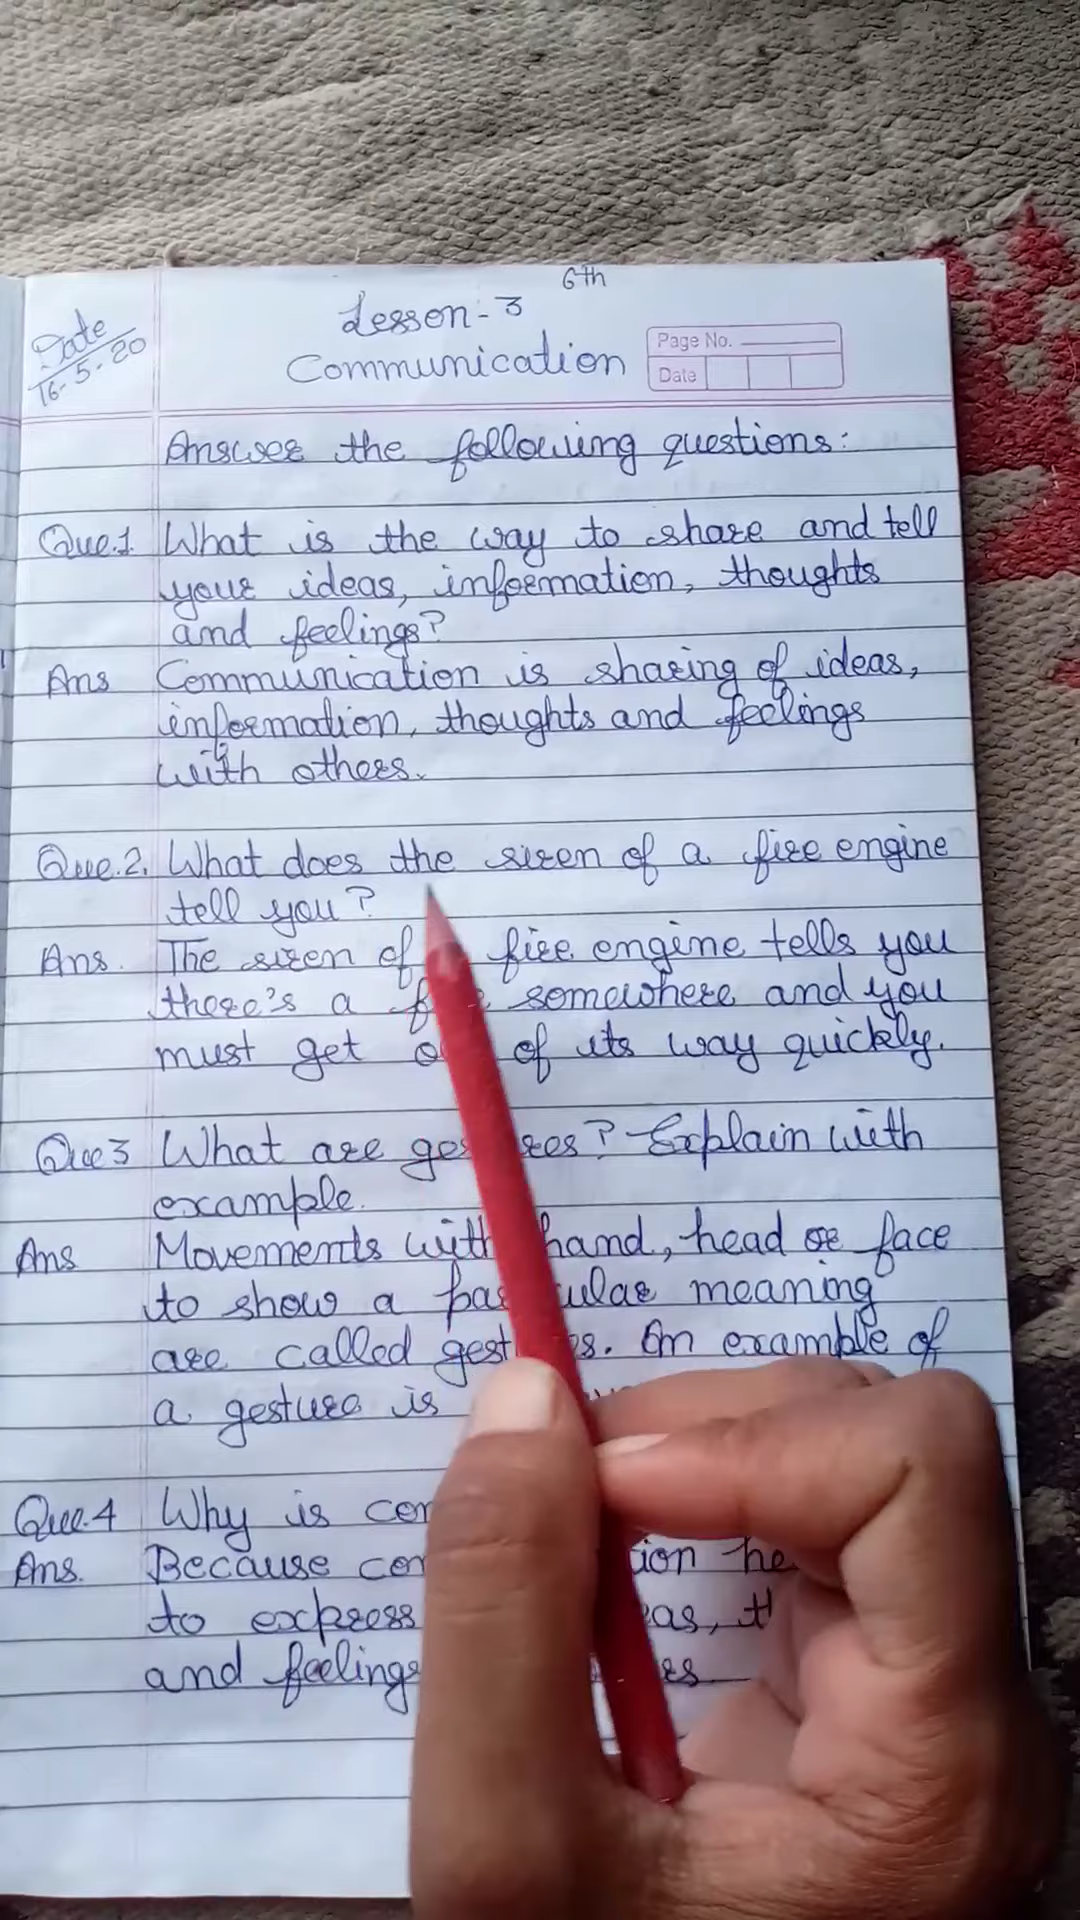 6th
Date
16-5-20
Lesson-3
Communication
Page No.
Date
Answer the following questions:
Que.1. What is the way to share and tell
your ideas, information, thoughts
and feelings?
Ans Communication is sharing of ideas,
information, thoughts and feelings
with others.
Que.2. What does the siren of a fire engine
tell you?
Ans. The siren of fire engine tells you
there's a somewhere and you
must get of its way quickly.
Que 3 What are Explain with
example.
Ans Movements with hand, head or face
to show a meaning
are called An example of
a gesture is
Que.4 Why is
Ans. Because
to express
and